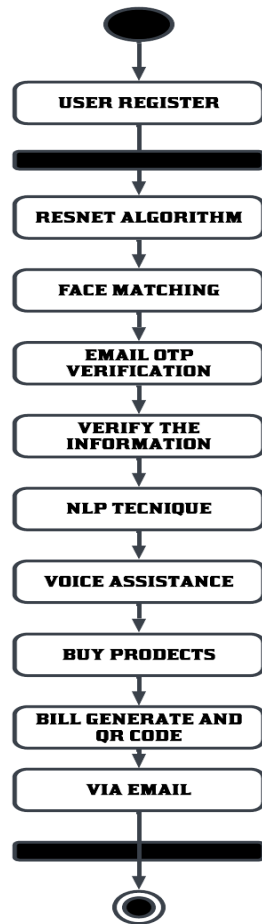 USER REGISTER
RESNET ALGORITHM
FACE MATCHING
EMAIL OTP
VERIFICATION
VERIFY THE
INFORMATION
NLP TECNIQUE
VOICE ASSISTANCE
BUY PRODECTS
BILL GENERATE AND
QR CODE
VIA EMAIL